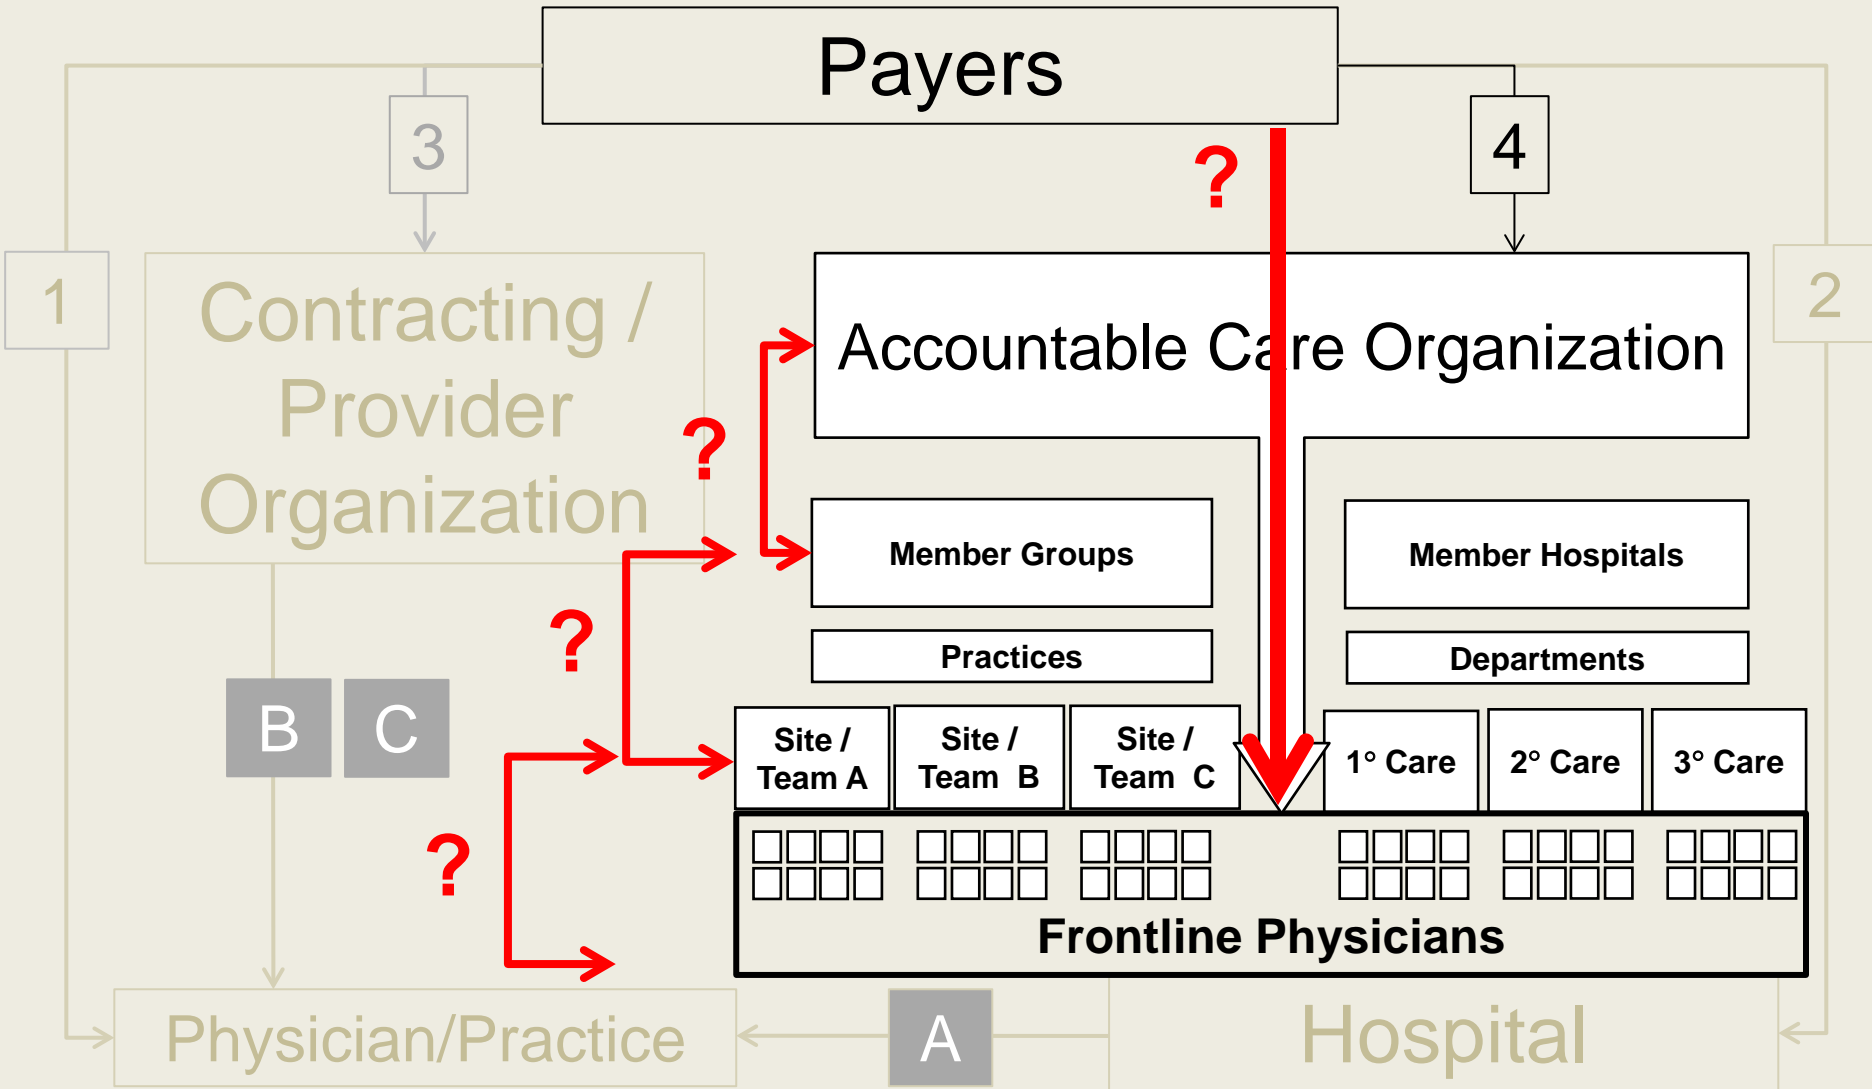 Payers
3
?
4
1
Contracting /
Provider
Organization
Accountable Care Organization
2
?
Member Groups
Member Hospitals
?
Practices
Departments
B
C
Site /
Team A
Site /
Team B
Site /
Team C
1° Care
2° Care
3° Care
?
Frontline Physicians
Physician/Practice
A
Hospital